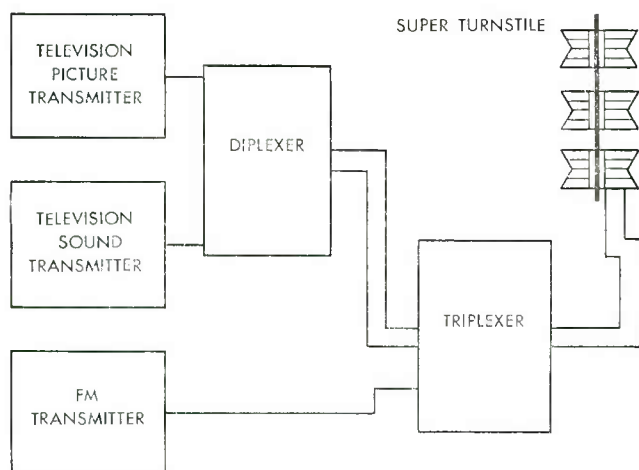 TELEVISION
PICTURE
TRANSMITTER
SUPER TURNSTILE
DIPLEXER
TELEVISION
SOUND
TRANSMITTER
TRIPLEXER
FM
TRANSMITTER